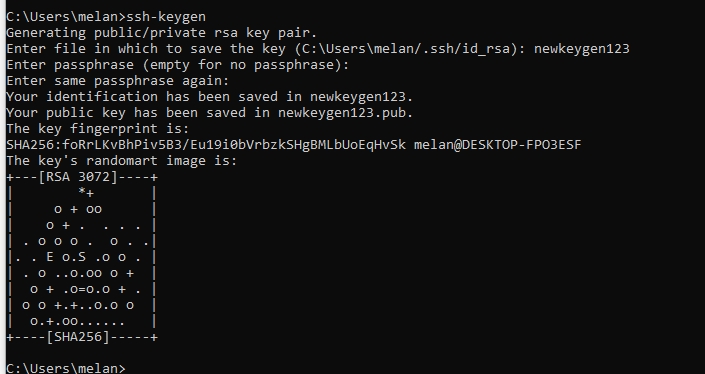 C:\Users\melan>ssh-keygen
Generating public/private rsa key pair.
Enter file in which to save the key (C:\Users\melan/.ssh/id_rsa): newkeygen123
Enter passphrase (empty for no passphrase):
Enter same passphrase again:
Your identification has been saved in newkeygen123.
Your public key has been saved in newkeygen123.pub.
The key fingerprint is:
SHA256:foRrLKvBhPiv5B3/Eu19i0bVrbzkSHgBMLbUoEqHvSk melan@DESKTOP-FPO3ESF
The key's randomart image is:
+---[RSA 3072]----+
|        *+       |
|     o + oo      |
|    o + .  . . . |
| . o o o .  o . .|
|. . E o.S .o o . |
| . o ..o.oo o +  |
|  o + .o=o.o + . |
| o o +.+..o.o o  |
|  o.+.oo......   |
+----[SHA256]-----+
C:\Users\melan>